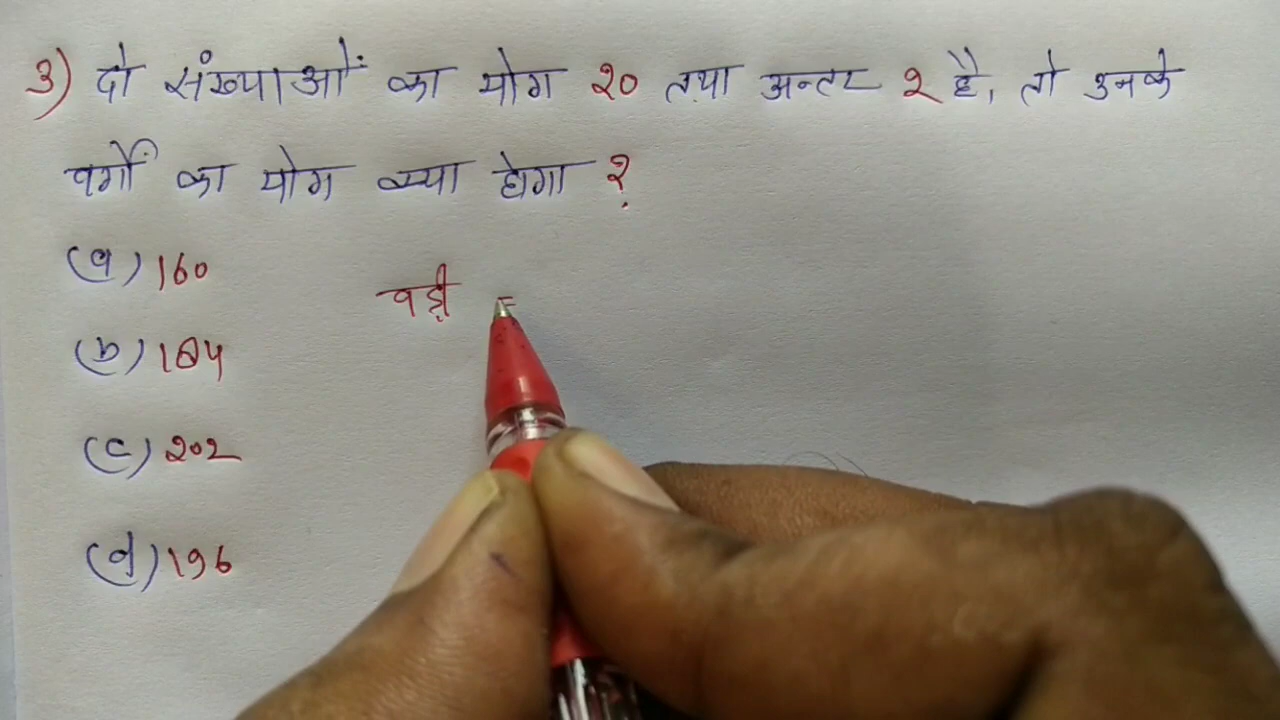 3) दो संख्याओं का योग 20 तथा अन्तर 2 है, तो उनके
वर्गों का योग क्या होगा ?
(a) 160
(b) 184
(c) 202
(d) 196
बड़ी =